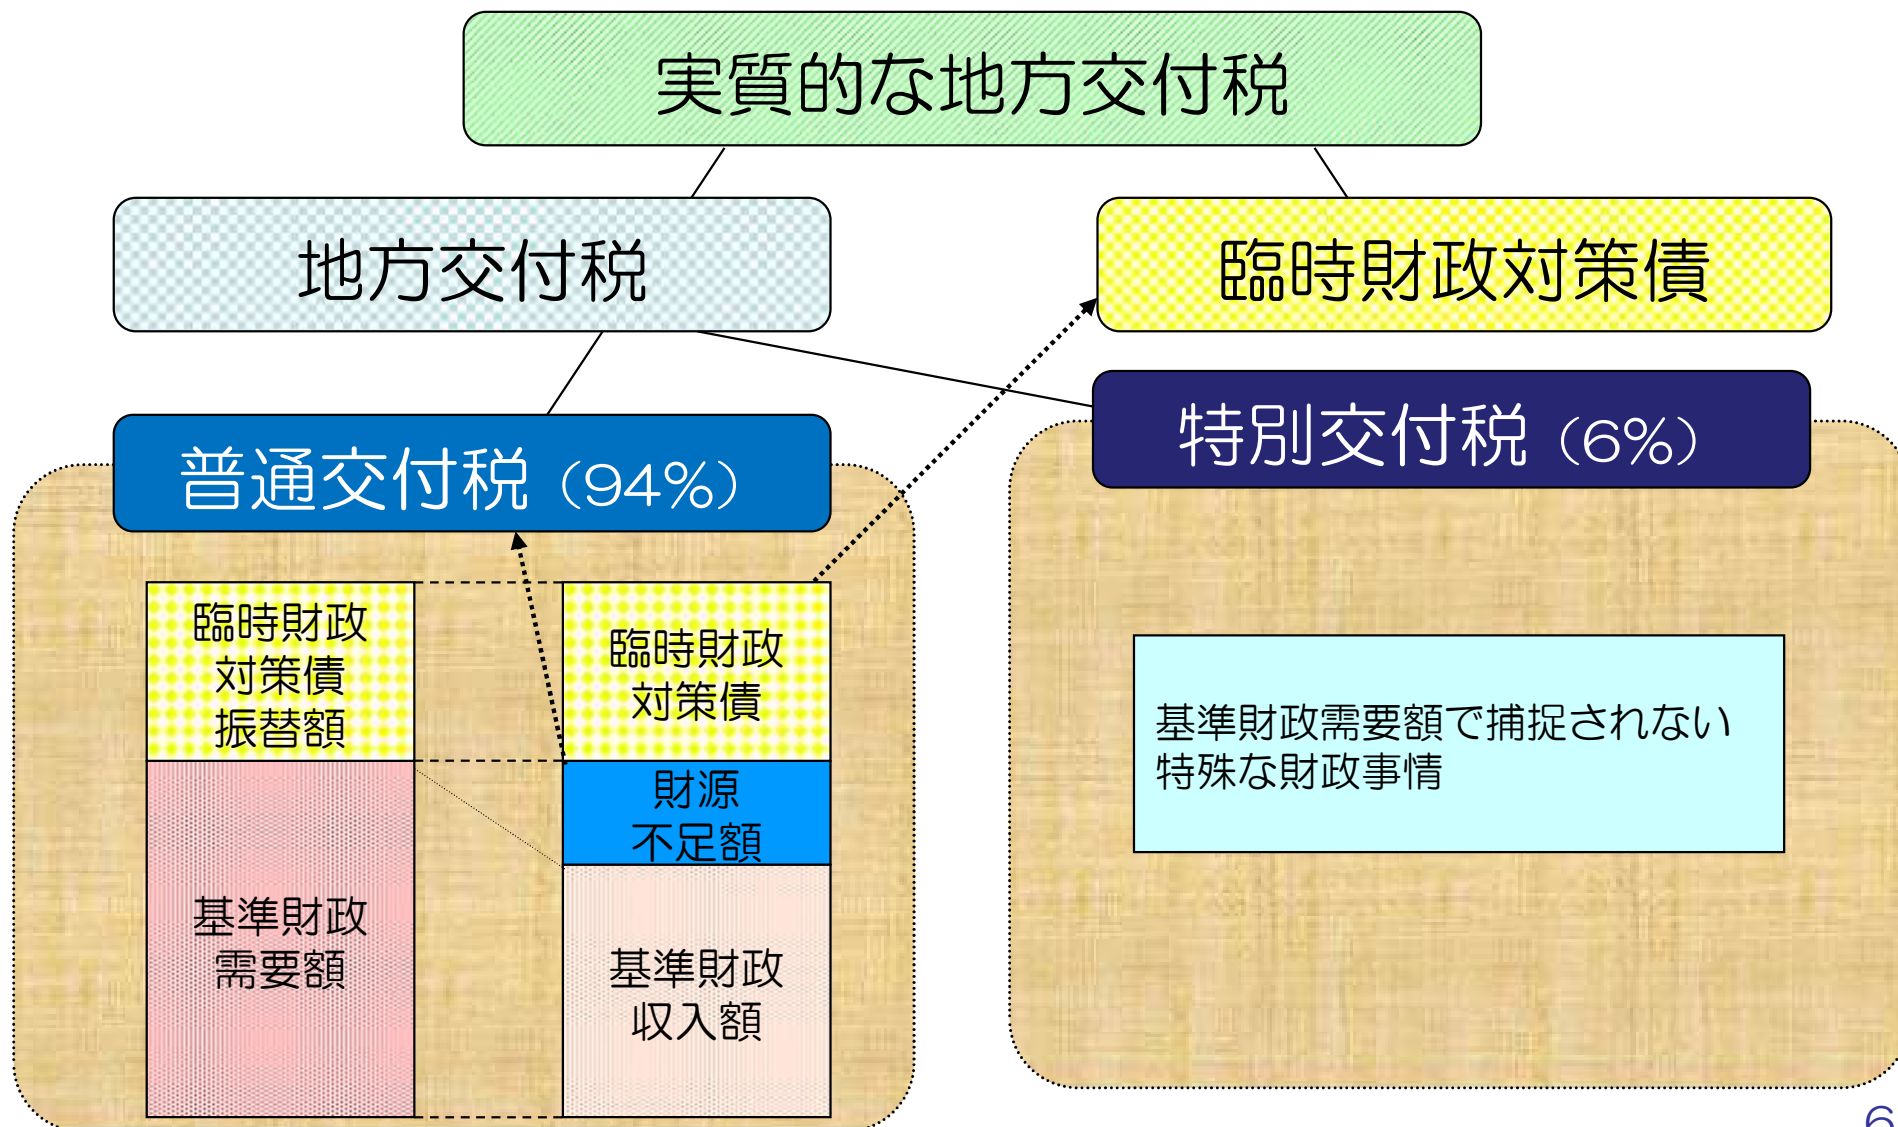 実質的な地方交付税
地方交付税
臨時財政対策債
普通交付税（94%）
特別交付税（6%）
臨時財政
対策債
振替額
基準財政
需要額
臨時財政
対策債
財源
不足額
基準財政
収入額
基準財政需要額で捕捉されない
特殊な財政事情
6